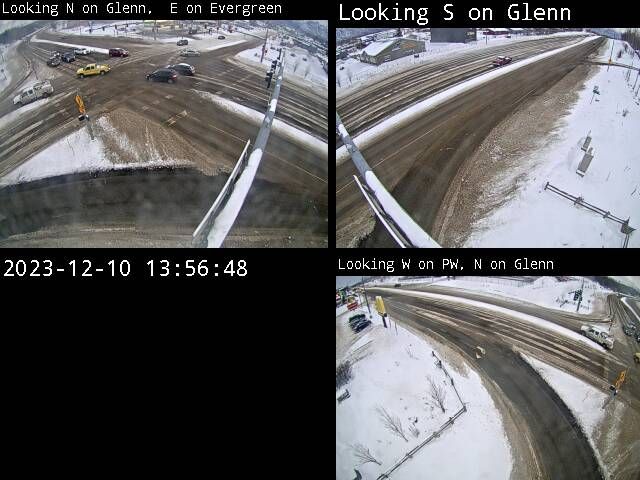 Looking N on Glenn,  E on Evergreen
Looking S on Glenn
2023-12-10 13:56:48
Looking W on PW, N on Glenn